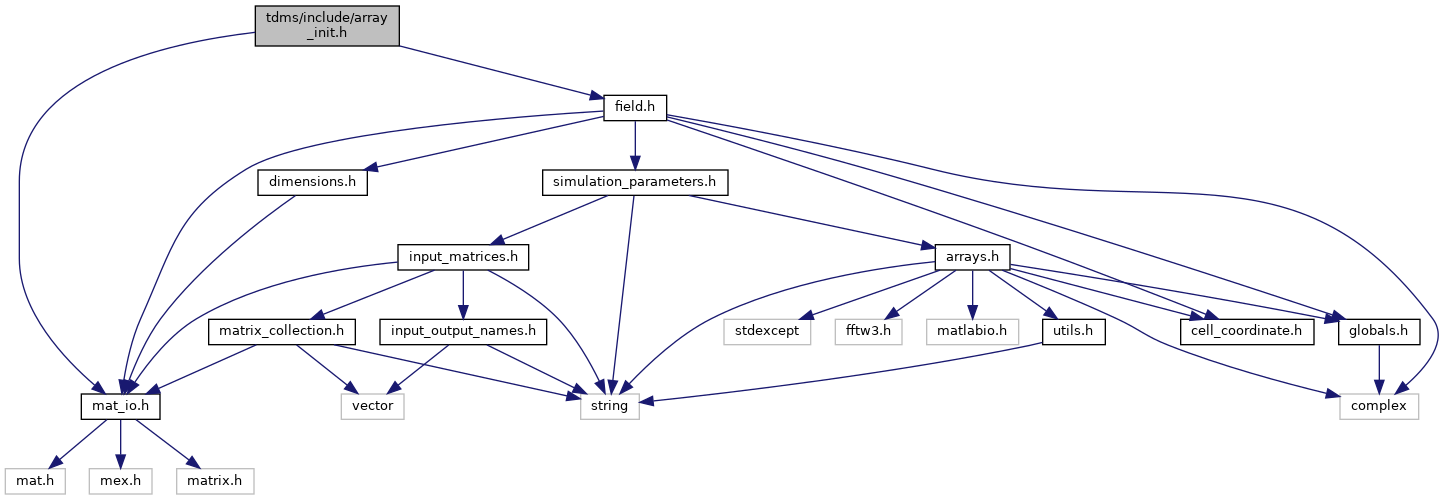 tdms/include/array
_init.h
field.h
dimensions.h
simulation_parameters.h
input_matrices.h
arrays.h
matrix_collection.h
input_output_names.h
stdexcept
fftw3.h
matlabio.h
utils.h
cell_coordinate.h
globals.h
mat_io.h
vector
string
complex
mat.h
mex.h
matrix.h